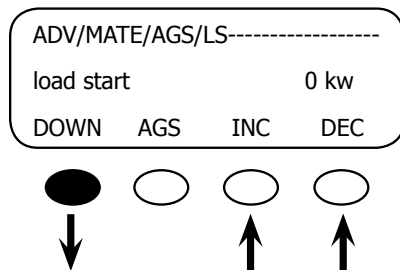 ADV/MATE/AGS/LS------------------
load start 0 kw
DOWN AGS INC DEC